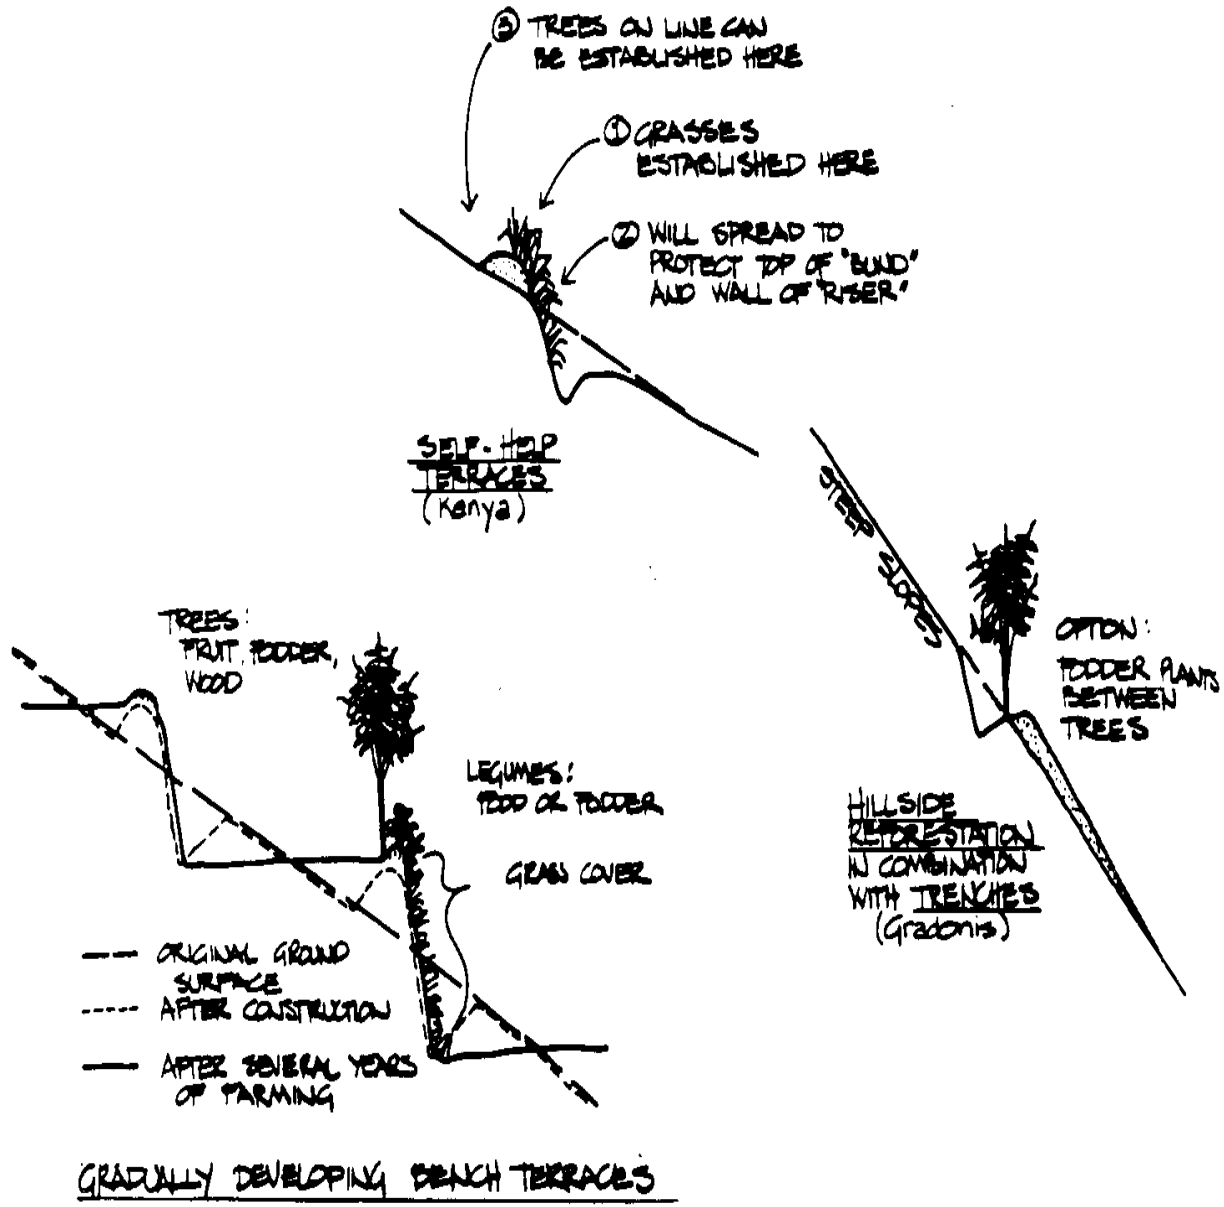 ③ TREES ON LINE CAN
BE ESTABLISHED HERE
① GRASSES
ESTABLISHED HERE
② WILL SPREAD TO
PROTECT TOP OF "BUND"
AND WALL OF "RISER"
SELF-HELP
TERRACES
(Kenya)
STEEP SLOPES
OPTON:
FODDER PLANTS
BETWEEN
TREES
HILLSIDE
REFORESTATION
IN COMBINATION
WITH TRENCHES
(Gradonis)
TREES:
FRUIT, FODDER,
WOOD
LEGUMES:
FOOD OR FODDER
GRASS COVER
ORIGINAL GROUND
SURFACE
AFTER CONSTRUCTION
AFTER SEVERAL YEARS
OF FARMING
GRADUALLY DEVELOPING BENCH TERRACES